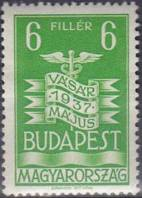 FILLÉR
6 6
VÁSÁR
1937
MÁJUS
BUDAPEST
MAGYARORSZÁG